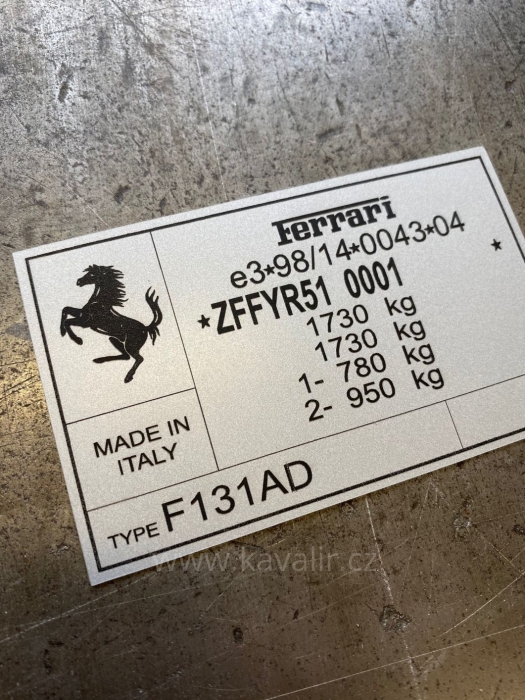 Ferrari
e3*98/14*0043*04
*ZFFYR51 0001 *
1730 kg
1730 kg
1- 780 kg
2- 950 kg
MADE IN
ITALY
TYPE F131AD
www.kavalir.cz